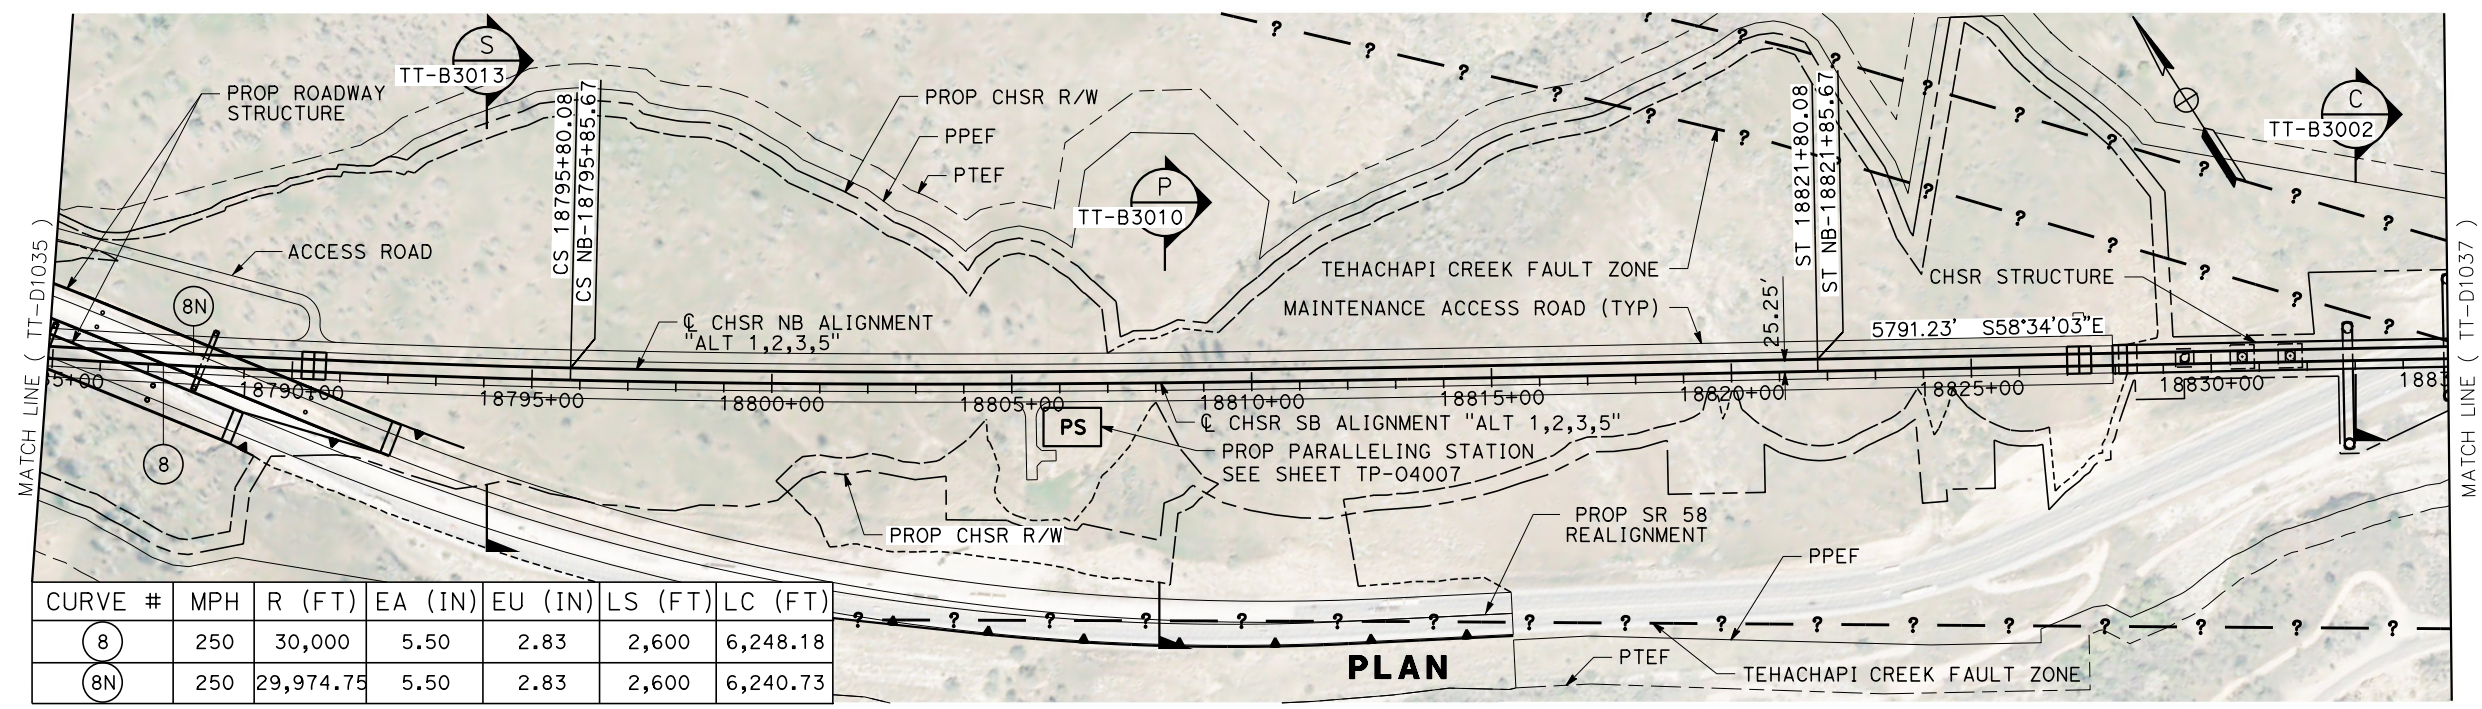 S
TT-B3013
PROP ROADWAY
STRUCTURE
CS 18795+80.08
CS NB-18795+85.67
PROP CHSR R/W
PPEF
PTEF
P
TT-B3010
ST 18821+80.08
ST NB-18821+85.67
C
TT-B3002
MATCH LINE ( TT-D1035 )
ACCESS ROAD
8N
℄ CHSR NB ALIGNMENT
"ALT 1,2,3,5"
TEHACHAPI CREEK FAULT ZONE
MAINTENANCE ACCESS ROAD (TYP)
25.25'
CHSR STRUCTURE
5791.23' S58°34'03"E
MATCH LINE ( TT-D1037 )
18790+00
18795+00
18800+00
18805+00
18810+00
18815+00
18820+00
18825+00
18830+00
PS
℄ CHSR SB ALIGNMENT "ALT 1,2,3,5"
PROP PARALLELING STATION
SEE SHEET TP-04007
8
PROP CHSR R/W
PROP SR 58
REALIGNMENT
PPEF
PTEF
TEHACHAPI CREEK FAULT ZONE
PLAN
CURVE # MPH R (FT) EA (IN) EU (IN) LS (FT) LC (FT)
8 250 30,000 5.50 2.83 2,600 6,248.18
8N 250 29,974.75 5.50 2.83 2,600 6,240.73